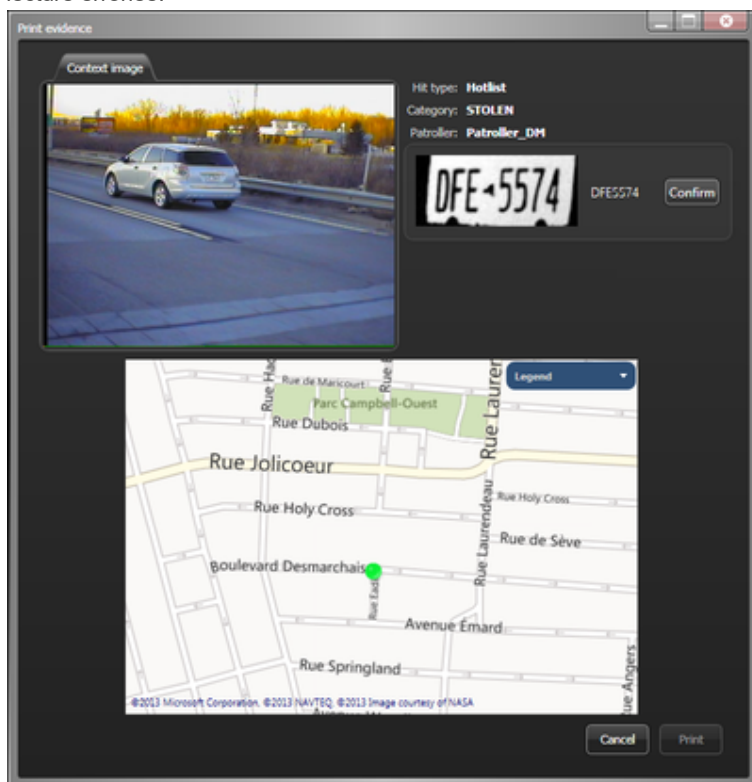 Print evidence
Context image
Hit type: Hotlist
Category: STOLEN
Patroller: Patroller_DM
DFE 5574
DFE5574
Confirm
Legend
Rue de Maricourt
Parc Campbell-Ouest
Rue Dubois
Rue Jolicoeur
Rue Holy Cross
Rue Holy Cross
Rue Laurendeau
Rue de Sève
Boulevard Desmarchais
Avenue Émard
Rue Springland
Rue Angers
©2013 Microsoft Corporation, ©2013 NAVTEQ, ©2013 Image courtesy of NASA
Cancel
Print